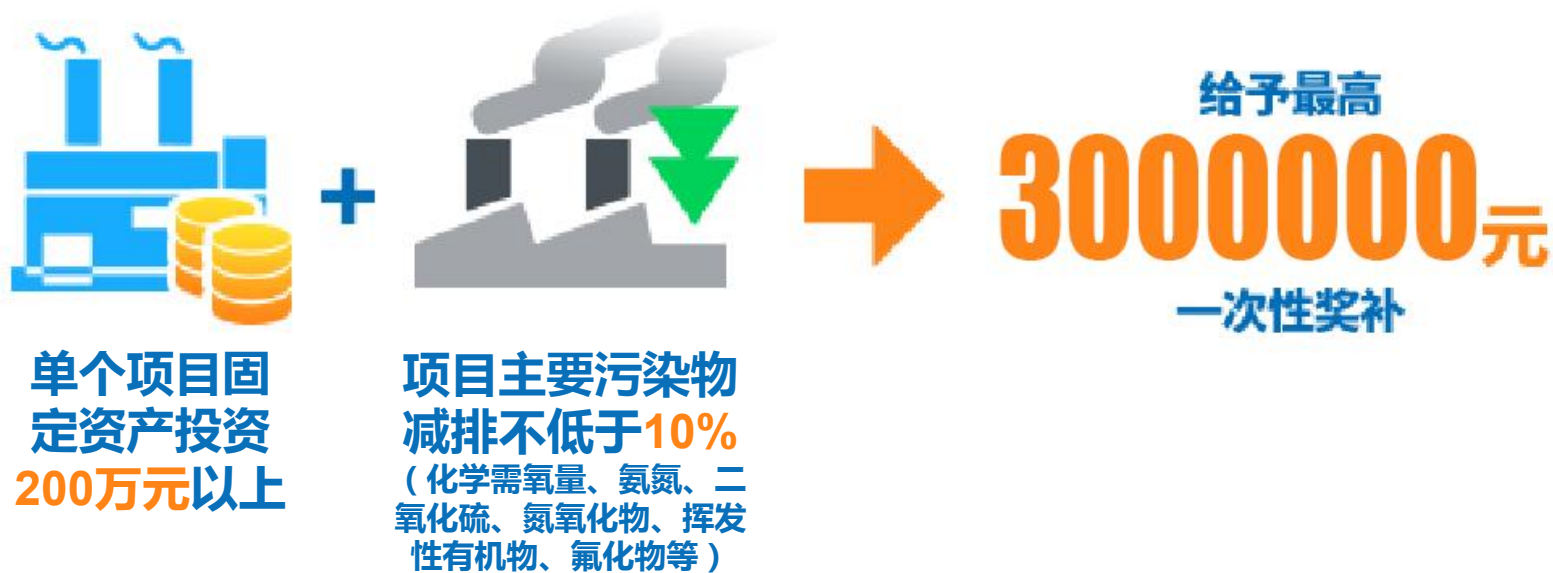 单个项目固
定资产投资
200万元以上
+
项目主要污染物
减排不低于10%
（化学需氧量、氨氮、二
氧化硫、氮氧化物、挥发
性有机物、氟化物等）
给予最高
3000000元
一次性奖补